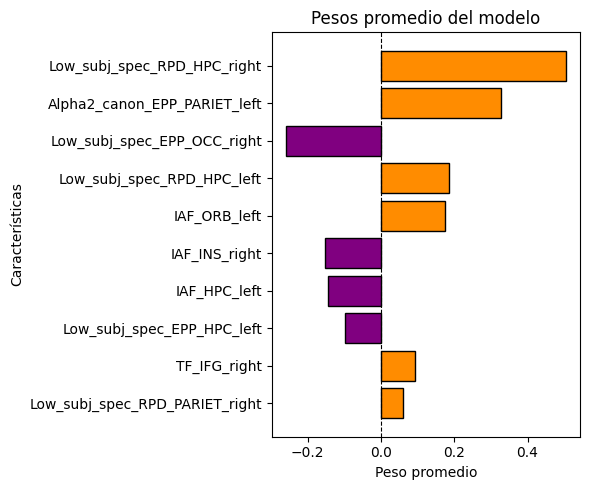 Pesos promedio del modelo
Características
Low_subj_spec_RPD_HPC_right
Alpha2_canon_EPP_PARIET_left
Low_subj_spec_EPP_OCC_right
Low_subj_spec_RPD_HPC_left
IAF_ORB_left
IAF_INS_right
IAF_HPC_left
Low_subj_spec_EPP_HPC_left
TF_IFG_right
Low_subj_spec_RPD_PARIET_right
−0.2 0.0 0.2 0.4
Peso promedio